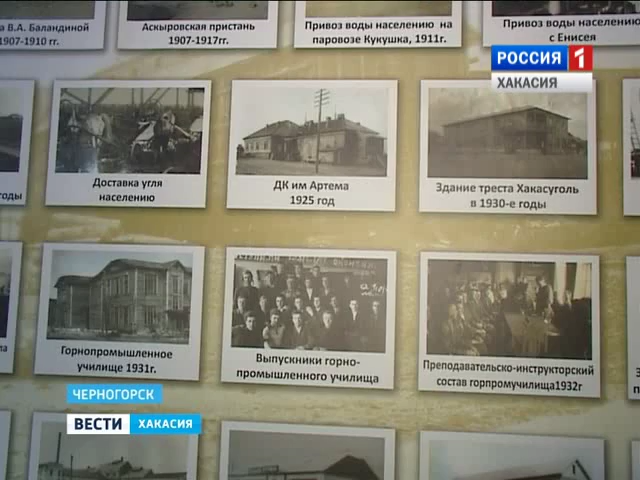 а В.А. Баландиной
1907-1910 гг.
Аскыровская пристань
1907-1917гг.
Привоз воды населению на
паровозе Кукушка, 1911г.
Привоз воды населению
с Енисея
РОССИЯ 1
ХАКАСИЯ
годы
Доставка угля
населению
ДК им Артема
1925 год
Здание треста Хакасуголь
в 1930-е годы
Горнопромышленное
училище 1931г.
Выпускники горно-
промышленного училища
Преподавательско-инструкторский
состав горпромучилища1932г
ЧЕРНОГОРСК
ВЕСТИ ХАКАСИЯ